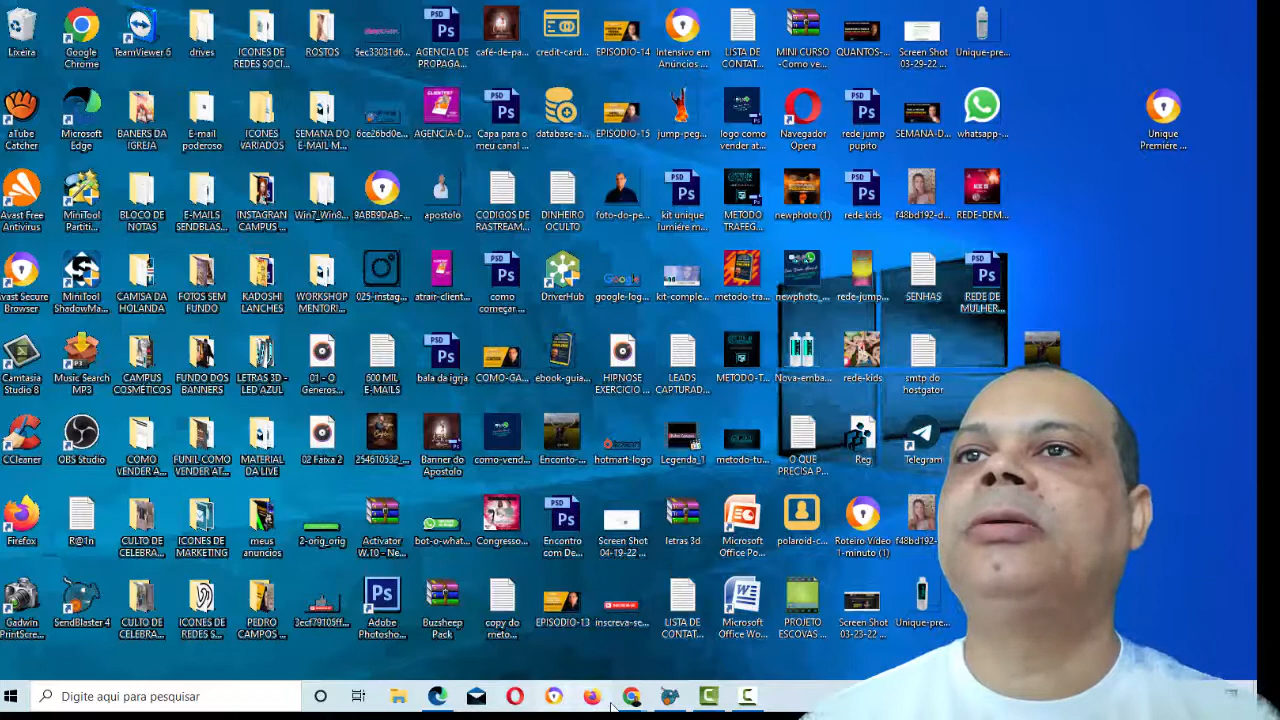 Lixeira
Google
Chrome
TeamViewer 6
drives
ICONES DE
REDES SOCI...
ROSTOS
5ec33031d6...
AGENCIA DE
PROPAGA...
café-de-pa...
credit-card...
EPISODIO-14
Intensivo em
Anúncios ...
LISTA DE
CONTAT...
MINI CURSO
-Como ve...
QUANTOS-...
Screen Shot
03-29-22 ...
Unique-pre...
aTube
Catcher
Microsoft
Edge
BANERS DA
IGREJA
E-mail
poderoso
ICONES
VARIADOS
SEMANA DO
E-MAIL M...
6ce26bd0e...
AGENCIA-D...
Capa para o
meu canal ...
database-a...
EPISODIO-15
jump-peg...
logo como
vender at...
Navegador
Opera
rede jump
pupito
SEMANA-D...
whatsapp-...
Unique
Première ...
Avast Free
Antivirus
MiniTool
Partiti...
BLOCO DE
NOTAS
E-MAILS
SENDBLAS...
INSTAGRAN
CAMPUS ...
Win7_Win8...
9ABB9DAB-...
apostolo
CODIGOS DE
RASTREAM...
DINHEIRO
OCULTO
foto-do-pe...
kit unique
lumiére m...
METODO
TRAFEG...
newphoto (1)
rede kids
f48bd192-d...
REDE-DEM...
Avast Secure
Browser
MiniTool
ShadowMa...
CAMISA DA
HOLANDA
FOTOS SEM
FUNDO
KADOSHI
LANCHES
WORKSHOP
MENTORI...
025-instag...
atrair-client...
como
começar ...
DriverHub
google-log...
kit-comple...
metodo-tra...
newphoto_...
rede-jump...
SENHAS
REDE DE
MULHER...
Camtasia
Studio 8
Music Search
MP3
CAMPUS
COSMÉTICOS
FUNDO DOS
BANNERS
LETRAS 3D -
LED AZUL
01 - O
Generos...
600 MIL
E-MAILS
bala da igrja
COMO-GA...
ebook-guia...
HIPNOSE
EXERCICIO ...
LEADS
CAPTURAD...
METODO-T...
Nova-emba...
rede-kids
smtp do
hostgator
CCleaner
OBS Studio
COMO
VENDER A...
FUNIL COMO
VENDER AT...
MATERIAL
DA LIVE
02 Faixa 2
254610532_...
Banner do
Apostolo
como-vend...
Enconto-...
hotmart-logo
Legenda_1
metodo-tu...
O QUE
PRECISA P...
Reg
Telegram
Firefox
R@1n
CULTO DE
CELEBRA...
ICONES DE
MARKETING
meus
anuncios
2-orig_orig
Activator
W.10 - Ne...
bot-o-what...
Congresso...
Encontro
com De...
Screen Shot
04-19-22 ...
letras 3d
Microsoft
Office Po...
polaroid-c...
Roteiro Vídeo
1-minuto (1)
f48bd192-
Gadwin
PrintScre...
SendBlaster 4
CULTO DE
CELEBRA...
ICONES DE
REDES S...
PEDRO
CAMPOS ...
3ecf79105ff...
Adobe
Photosho...
Buzsheep
Pack
copy do
meto...
EPISODIO-13
inscreva-se...
LISTA DE
CONTAT...
Microsoft
Office Wo...
PROJETO
ESCOVAS ...
Screen Shot
03-23-22 ...
Unique-pre...
Digite aqui para pesquisar